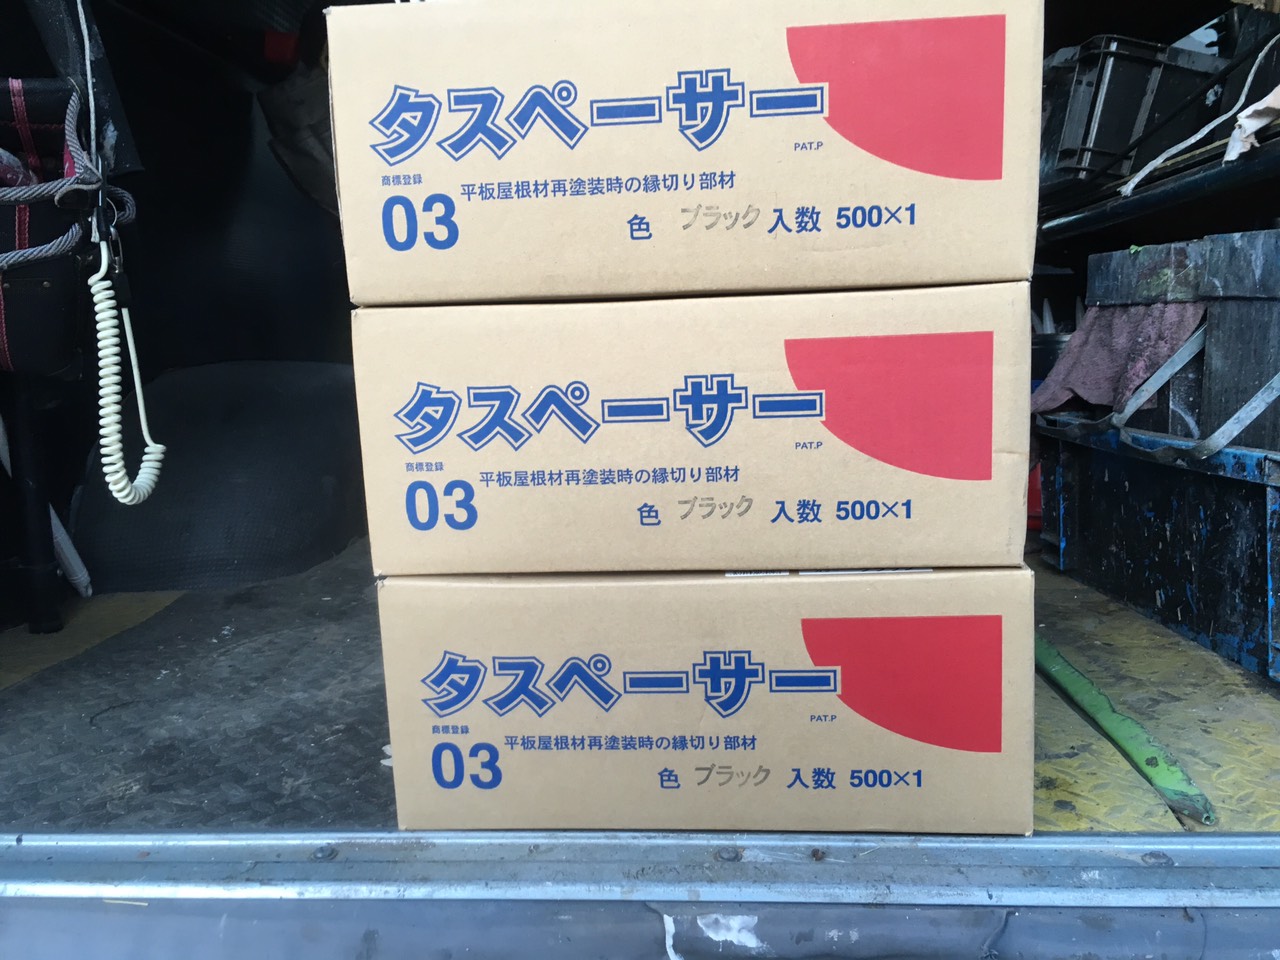 タスペーサー
PAT.P
商標登録
03 平板屋根材再塗装時の縁切り部材
色 ブラック 入数 500×1
タスペーサー
PAT.P
商標登録
03 平板屋根材再塗装時の縁切り部材
色 ブラック 入数 500×1
タスペーサー
PAT.P
商標登録
03 平板屋根材再塗装時の縁切り部材
色 ブラック 入数 500×1